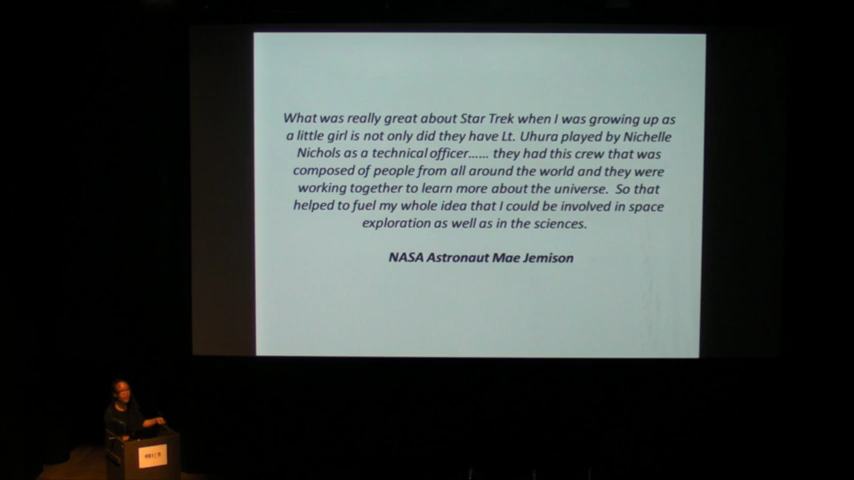 What was really great about Star Trek when I was growing up as
a little girl is not only did they have Lt. Uhura played by Nichelle
Nichols as a technical officer...... they had this crew that was
composed of people from all around the world and they were
working together to learn more about the universe.  So that
helped to fuel my whole idea that I could be involved in space
exploration as well as in the sciences.
NASA Astronaut Mae Jemison